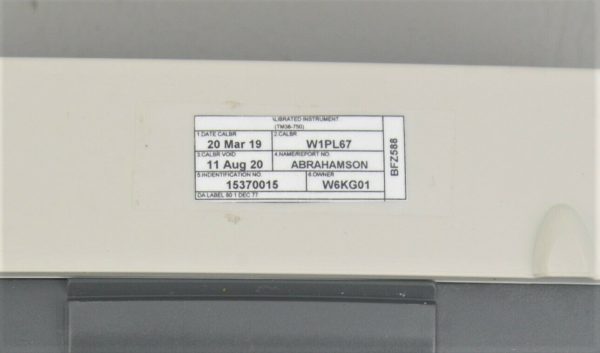 ALIBRATED INSTRUMENT
(TM38-750)
1.DATE CALBR 2.CALBR
20 Mar 19 W1PL67
3.CALBR VOID 4.NAME/REPORT NO.
11 Aug 20 ABRAHAMSON
5.INDENTIFICATION NO. 6.OWNER
15370015 W6KG01
DA LABEL 80 1 DEC 77
BFZ588